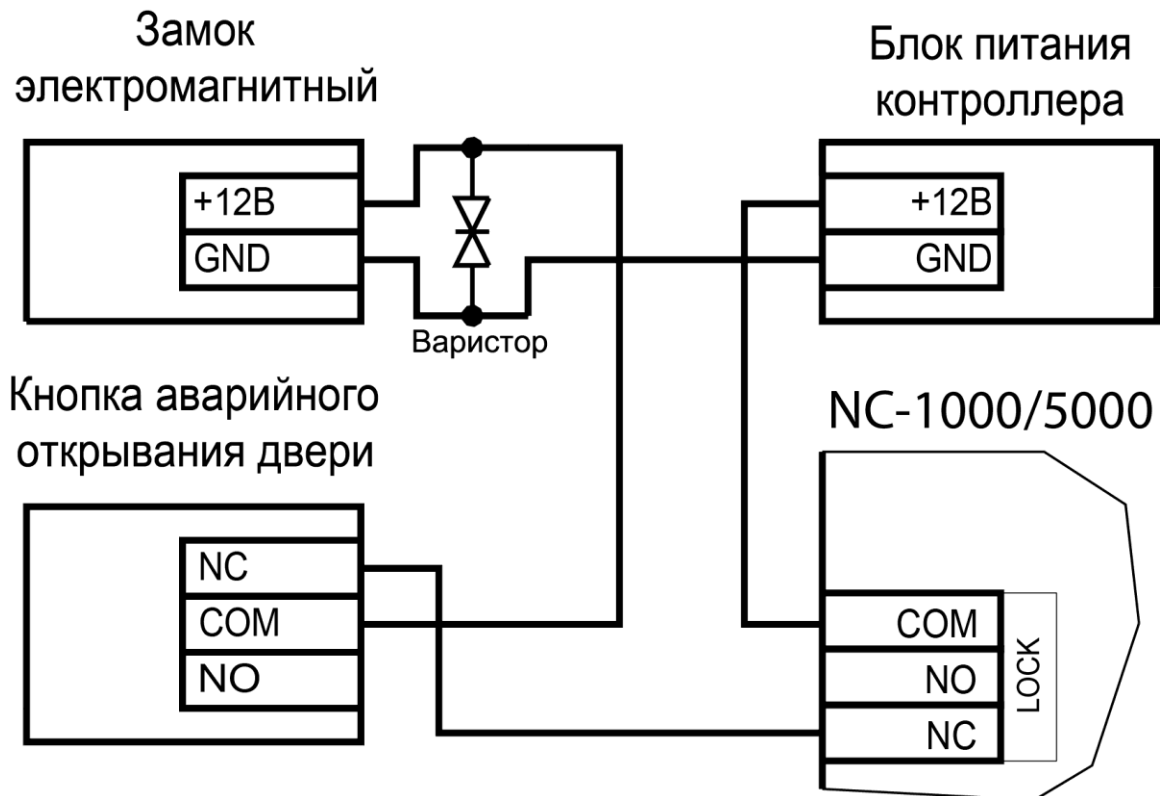 Замок
электромагнитный
+12В
GND
Варистор
Блок питания
контроллера
+12В
GND
Кнопка аварийного
открывания двери
NC
COM
NO
NC-1000/5000
COM
NO
NC
LOCK